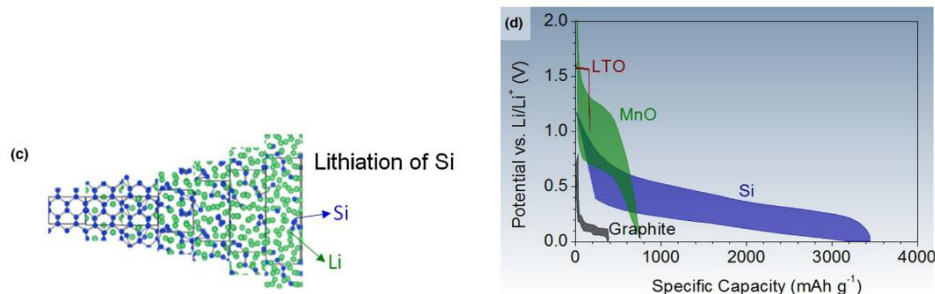 (c)
Lithiation of Si
Si
Li
(d)
Potential vs. Li/Li⁺ (V)
2.0
1.5
1.0
0.5
0.0
LTO
MnO
Si
Graphite
0 1000 2000 3000 4000
Specific Capacity (mAh g⁻¹)